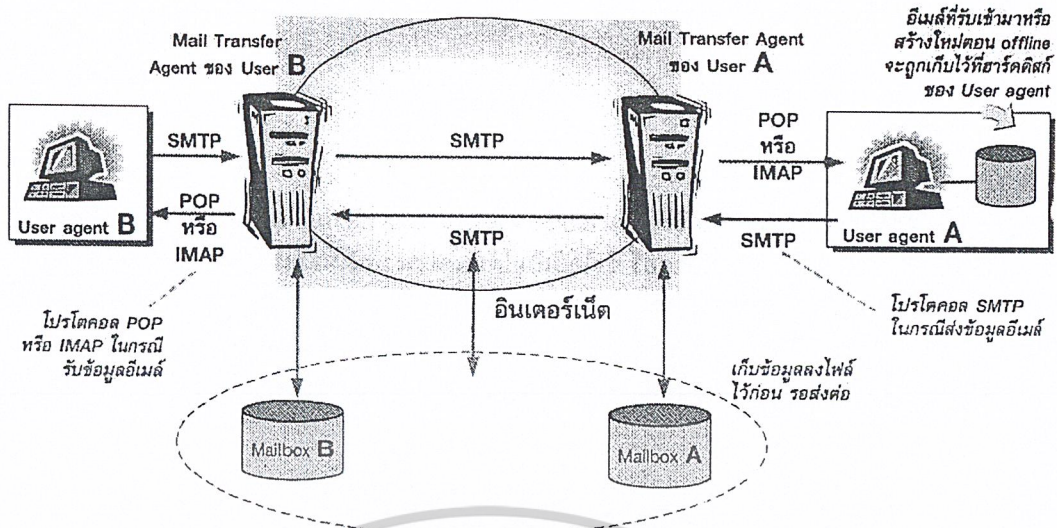 Mail Transfer
Agent ของ User B
Mail Transfer Agent
ของ User A
อีเมล์ที่รับเข้ามาหรือ
สร้างใหม่ตอน offline
จะถูกเก็บไว้ที่ฮาร์ดดิสก์
ของ User agent
SMTP
SMTP
POP
หรือ
IMAP
User agent B
POP
หรือ
IMAP
SMTP
SMTP
User agent A
อินเตอร์เน็ต
โปรโตคอล POP
หรือ IMAP ในกรณี
รับข้อมูลอีเมล์
โปรโตคอล SMTP
ในกรณีส่งข้อมูลอีเมล์
เก็บข้อมูลลงไฟล์
ไว้ก่อน รอส่งต่อ
Mailbox B
Mailbox A